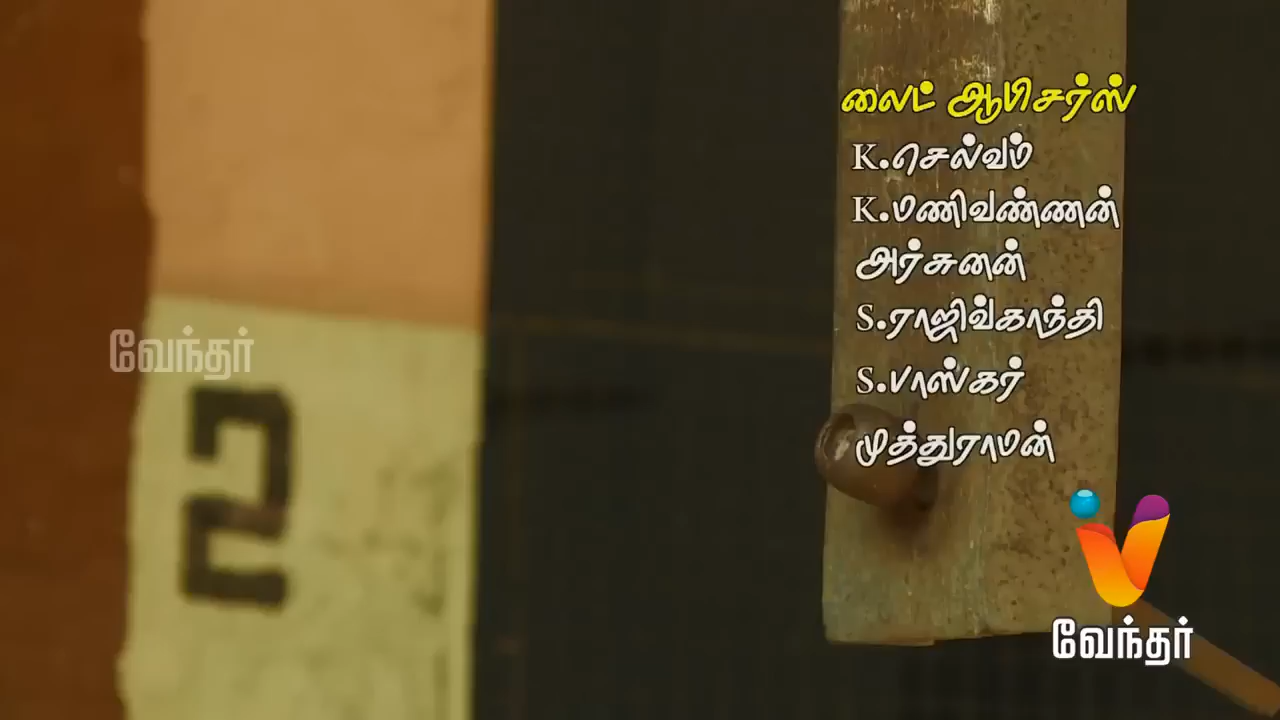 லைட் ஆபிசர்ஸ்
K.செல்வம்
K.மணிவண்ணன்
அர்சுனன்
S.ராஜிவ்காந்தி
S.பாஸ்கர்
முத்துராமன்
வேந்தர்
2
வேந்தர்